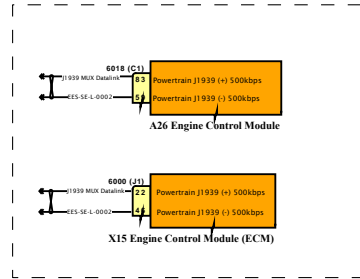 6018 (C1)
J1939 MUX Datalink 83 Powertrain J1939 (+) 500kbps
EES-SE-L-0002 Powertrain J1939 (-) 500kbps
A26 Engine Control Module
6000 (J1)
J1939 MUX Datalink 22 Powertrain J1939 (+) 500kbps
EES-SE-L-0002 Powertrain J1939 (-) 500kbps
X15 Engine Control Module (ECM)